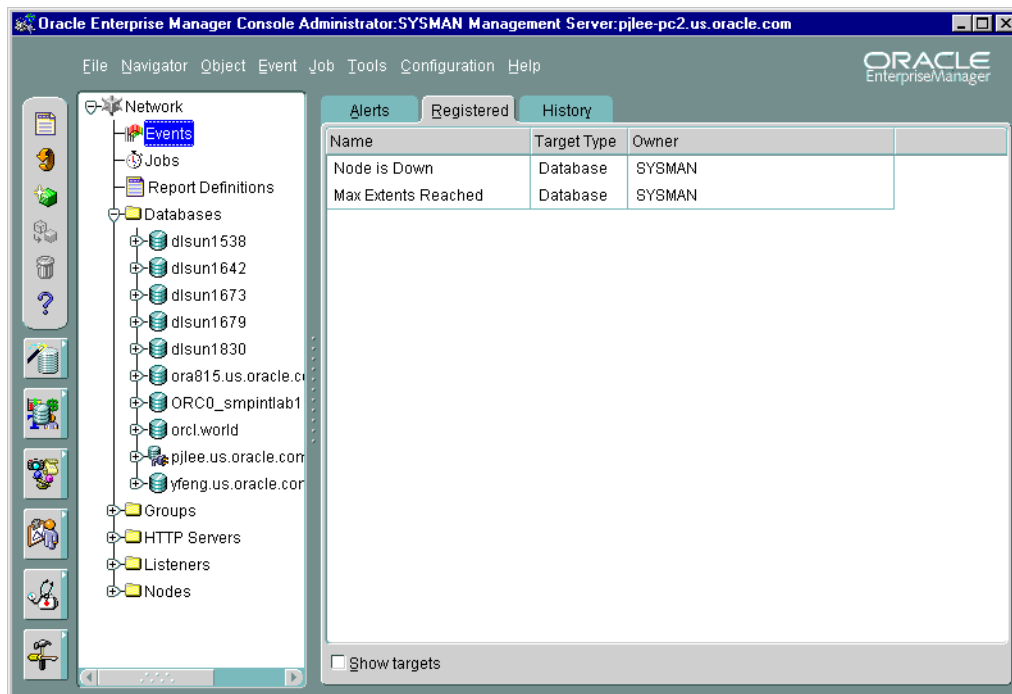 Oracle Enterprise Manager Console Administrator:SYSMAN Management Server:pjlee-pc2.us.oracle.com
File Navigator Object Event Job Tools Configuration Help
ORACLE
EnterpriseManager
Network
Events
Jobs
Report Definitions
Databases
dlsun1538
dlsun1642
dlsun1673
dlsun1679
dlsun1830
ora815.us.oracle.c
ORC0_smpintlab1
orcl.world
pjlee.us.oracle.com
yfeng.us.oracle.cor
Groups
HTTP Servers
Listeners
Nodes
Alerts Registered History
Name Target Type Owner
Node is Down Database SYSMAN
Max Extents Reached Database SYSMAN
Show targets